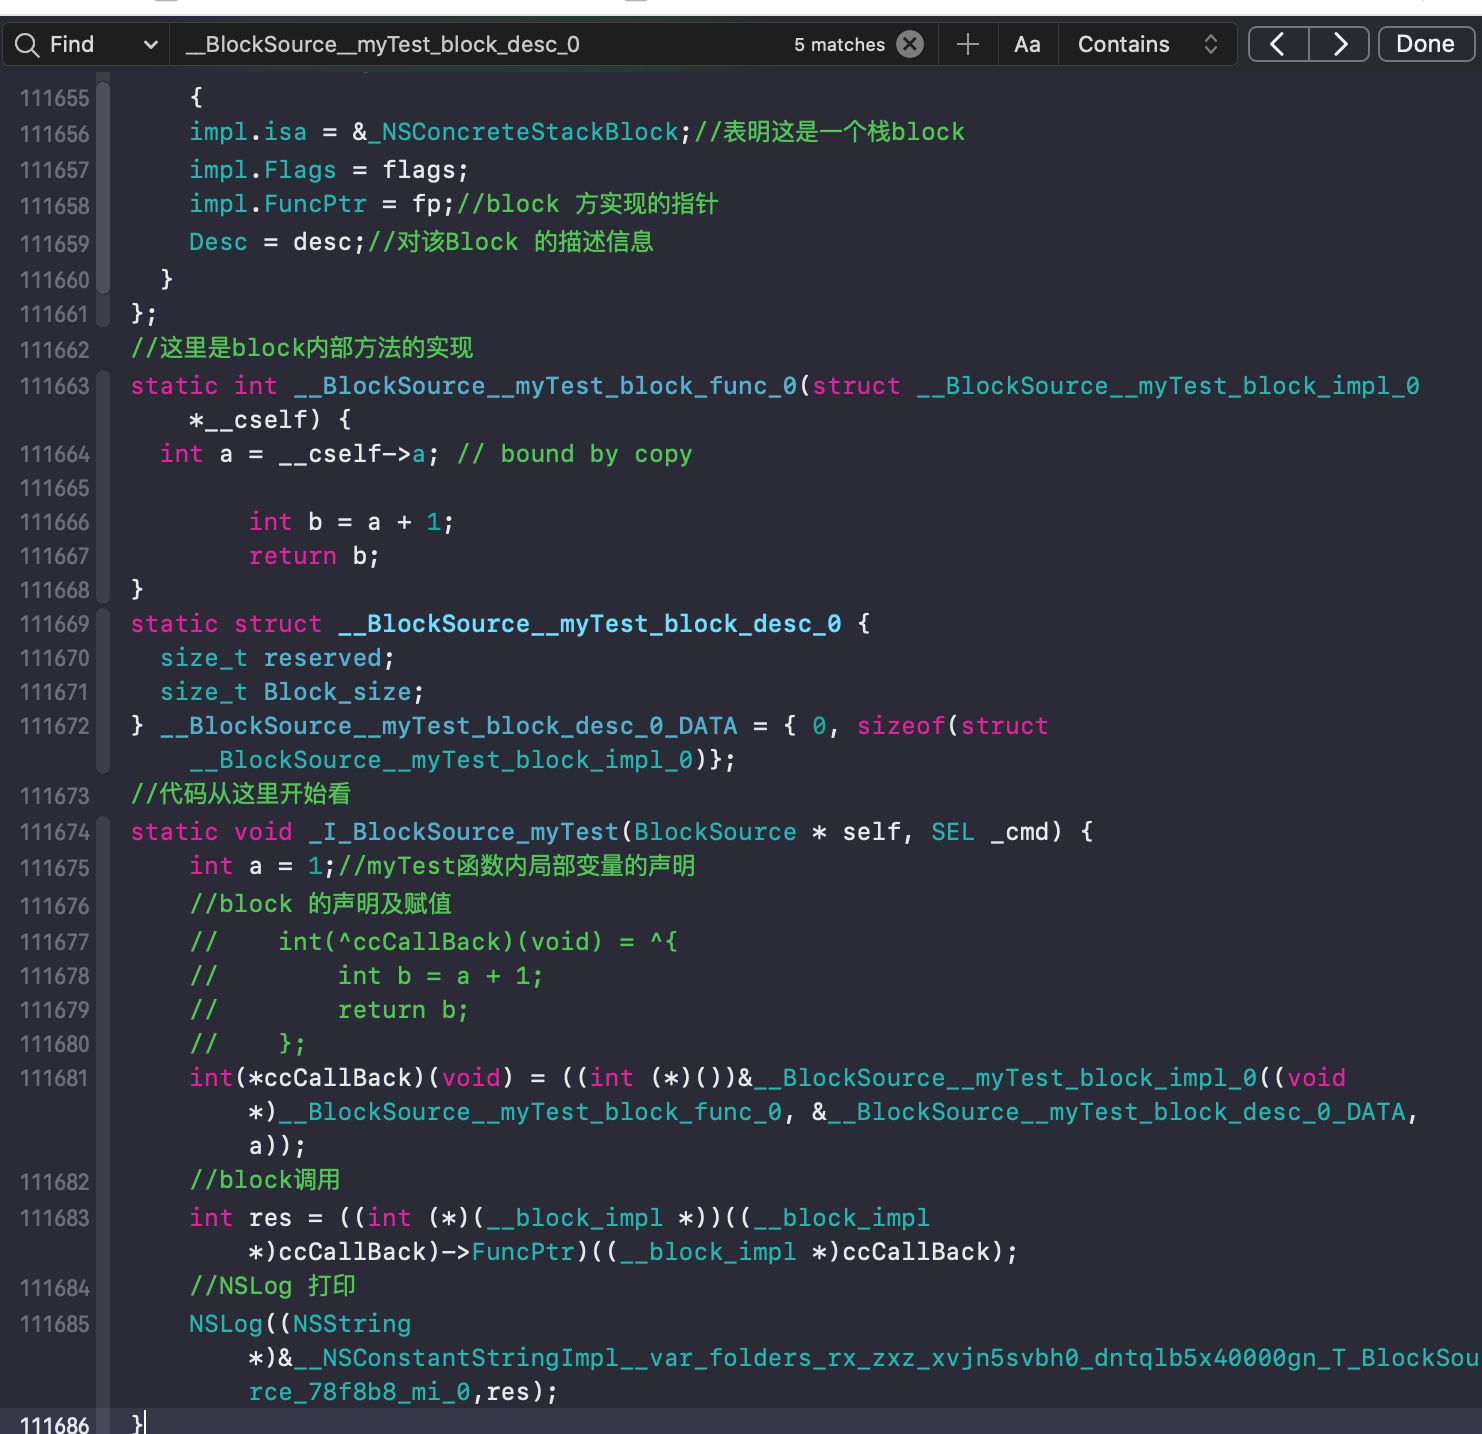 Find __BlockSource__myTest_block_desc_0 5 matches Aa Contains Done
111655 {
111656 impl.isa = &_NSConcreteStackBlock;//表明这是一个栈block
111657 impl.Flags = flags;
111658 impl.FuncPtr = fp;//block 方实现的指针
111659 Desc = desc;//对该Block 的描述信息
111660 }
111661 };
111662 //这里是block内部方法的实现
111663 static int __BlockSource__myTest_block_func_0(struct __BlockSource__myTest_block_impl_0
*__cself) {
111664 int a = __cself->a; // bound by copy
111665
111666 int b = a + 1;
111667 return b;
111668 }
111669 static struct __BlockSource__myTest_block_desc_0 {
111670 size_t reserved;
111671 size_t Block_size;
111672 } __BlockSource__myTest_block_desc_0_DATA = { 0, sizeof(struct
__BlockSource__myTest_block_impl_0)};
111673 //代码从这里开始看
111674 static void _I_BlockSource_myTest(BlockSource * self, SEL _cmd) {
111675 int a = 1;//myTest函数内局部变量的声明
111676 //block 的声明及赋值
111677 // int(^ccCallBack)(void) = ^{
111678 // int b = a + 1;
111679 // return b;
111680 // };
111681 int(*ccCallBack)(void) = ((int (*)())&__BlockSource__myTest_block_impl_0((void
*)__BlockSource__myTest_block_func_0, &__BlockSource__myTest_block_desc_0_DATA,
a));
111682 //block调用
111683 int res = ((int (*)(__block_impl *))((__block_impl
*)ccCallBack)->FuncPtr)((__block_impl *)ccCallBack);
111684 //NSLog 打印
111685 NSLog((NSString
*)&__NSConstantStringImpl__var_folders_rx_zxz_xvjn5svbh0_dntqlb5x40000gn_T_BlockSou
rce_78f8b8_mi_0,res);
111686 }